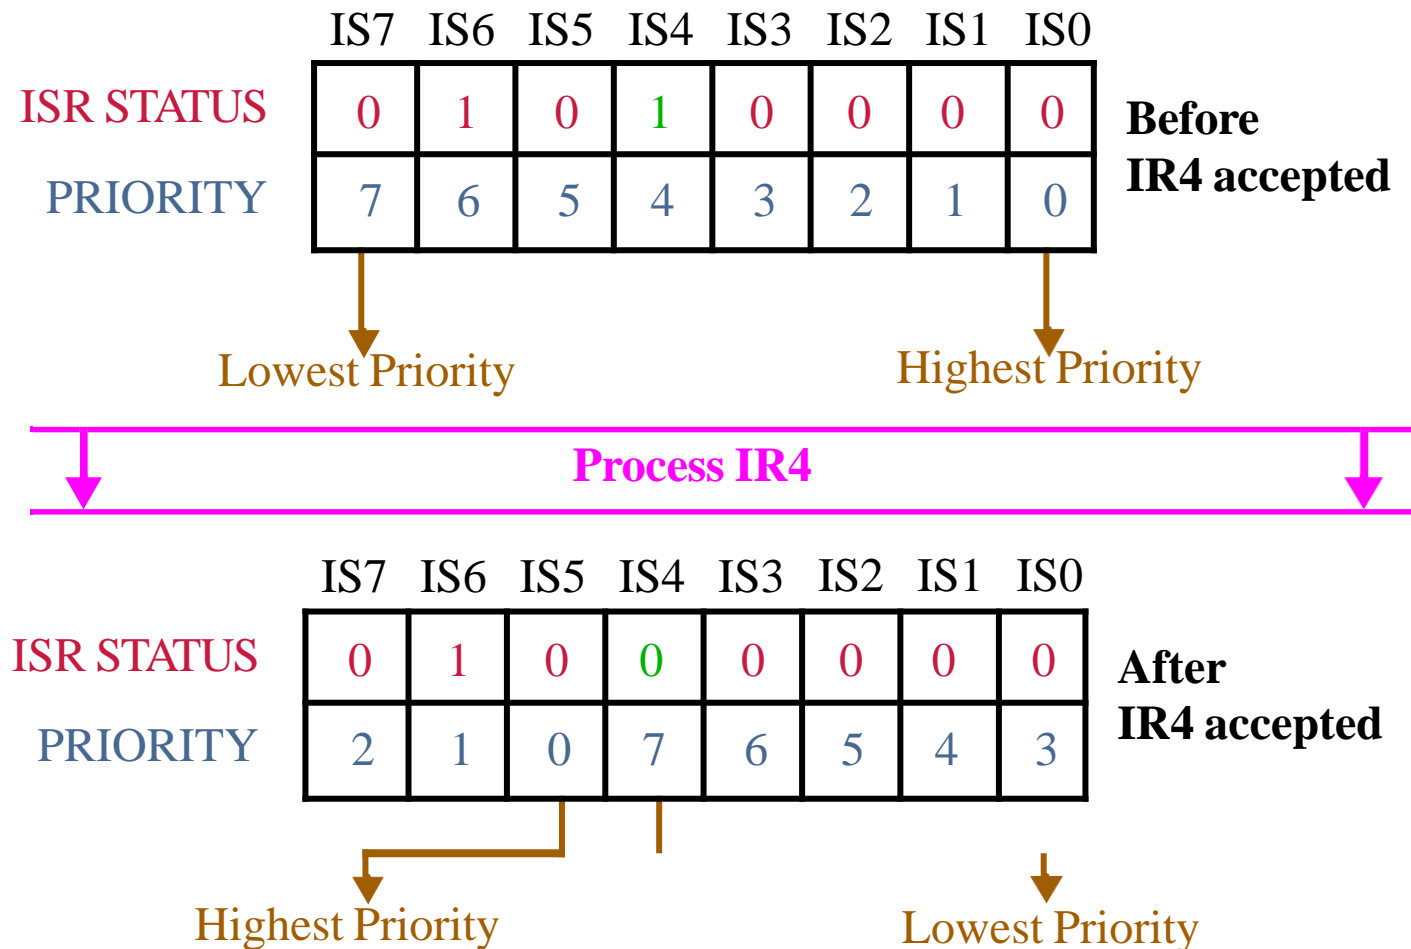 IS7 IS6 IS5 IS4 IS3 IS2 IS1 IS0
ISR STATUS 0 1 0 1 0 0 0 0
PRIORITY 7 6 5 4 3 2 1 0
Before
IR4 accepted
Lowest Priority Highest Priority
Process IR4
IS7 IS6 IS5 IS4 IS3 IS2 IS1 IS0
ISR STATUS 0 1 0 0 0 0 0 0
PRIORITY 2 1 0 7 6 5 4 3
After
IR4 accepted
Highest Priority Lowest Priority